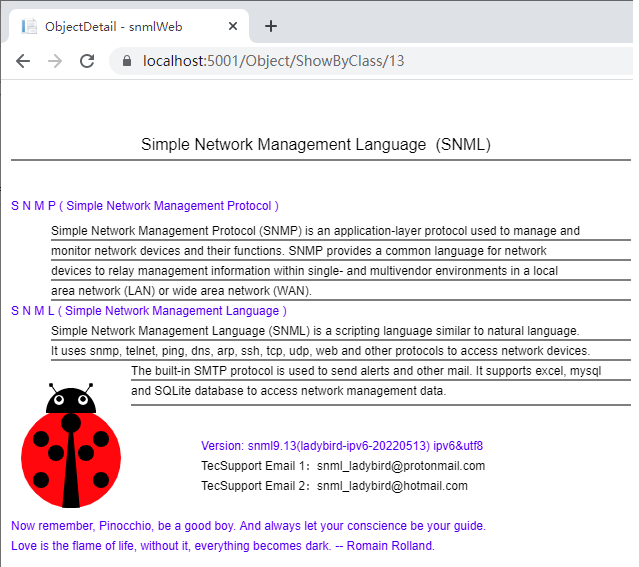 ObjectDetail - snmlWeb
localhost:5001/Object/ShowByClass/13
Simple Network Management Language (SNML)
S N M P ( Simple Network Management Protocol )
Simple Network Management Protocol (SNMP) is an application-layer protocol used to manage and
monitor network devices and their functions. SNMP provides a common language for network
devices to relay management information within single- and multivendor environments in a local
area network (LAN) or wide area network (WAN).
S N M L ( Simple Network Management Language )
Simple Network Management Language (SNML) is a scripting language similar to natural language.
It uses snmp, telnet, ping, dns, arp, ssh, tcp, udp, web and other protocols to access network devices.
The built-in SMTP protocol is used to send alerts and other mail. It supports excel, mysql
and SQLite database to access network management data.
Version: snml9.13(ladybird-ipv6-20220513) ipv6&utf8
TecSupport Email 1：snml_ladybird@protonmail.com
TecSupport Email 2：snml_ladybird@hotmail.com
Now remember, Pinocchio, be a good boy. And always let your conscience be your guide.
Love is the flame of life, without it, everything becomes dark. -- Romain Rolland.